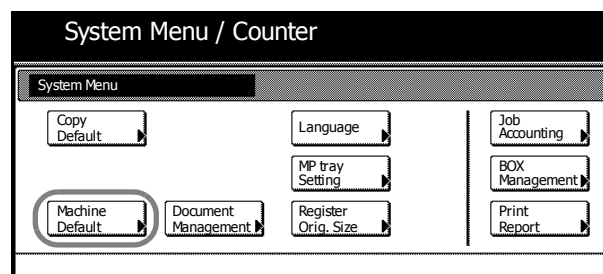 System Menu / Counter
System Menu
Copy
Default
Language
Job
Accounting
MP tray
Setting
BOX
Management
Machine
Default
Document
Management
Register
Orig. Size
Print
Report